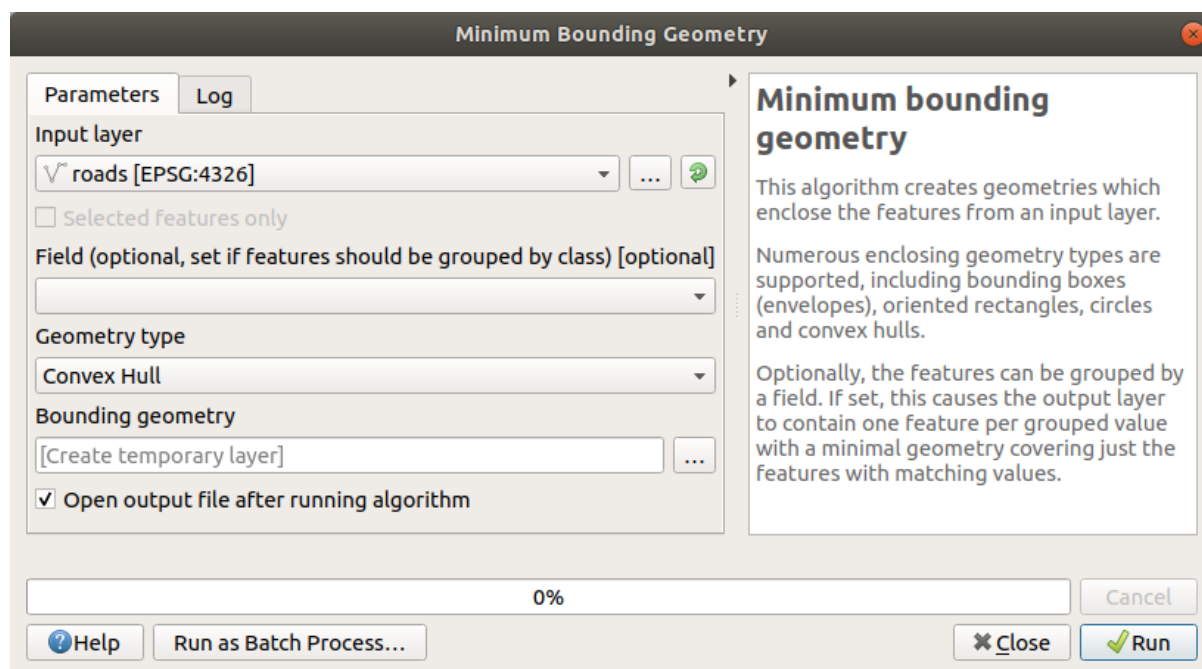 Minimum Bounding Geometry
Parameters
Log
Input layer
roads [EPSG:4326]
...
Selected features only
Field (optional, set if features should be grouped by class) [optional]
Geometry type
Convex Hull
Bounding geometry
[Create temporary layer]
...
Open output file after running algorithm
Minimum bounding
geometry
This algorithm creates geometries which
enclose the features from an input layer.
Numerous enclosing geometry types are
supported, including bounding boxes
(envelopes), oriented rectangles, circles
and convex hulls.
Optionally, the features can be grouped by
a field. If set, this causes the output layer
to contain one feature per grouped value
with a minimal geometry covering just the
features with matching values.
0%
Cancel
Help
Run as Batch Process...
Close
Run